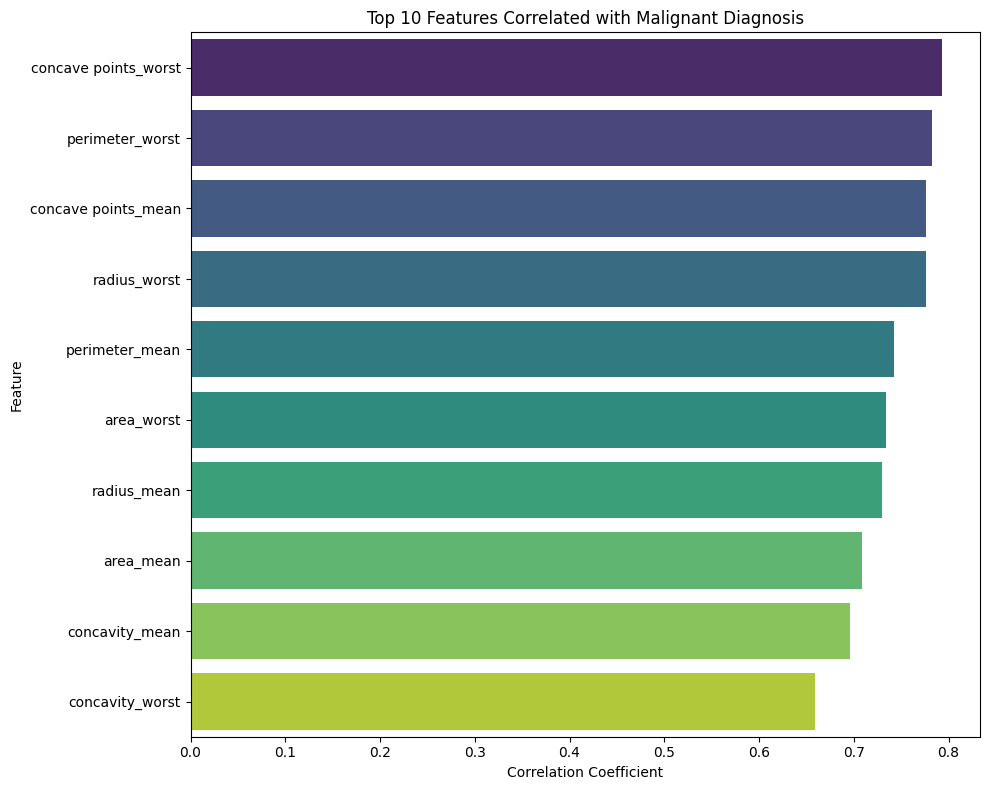 Top 10 Features Correlated with Malignant Diagnosis
concave points_worst
perimeter_worst
concave points_mean
radius_worst
perimeter_mean
area_worst
radius_mean
area_mean
concavity_mean
concavity_worst
Feature
0.0 0.1 0.2 0.3 0.4 0.5 0.6 0.7 0.8
Correlation Coefficient